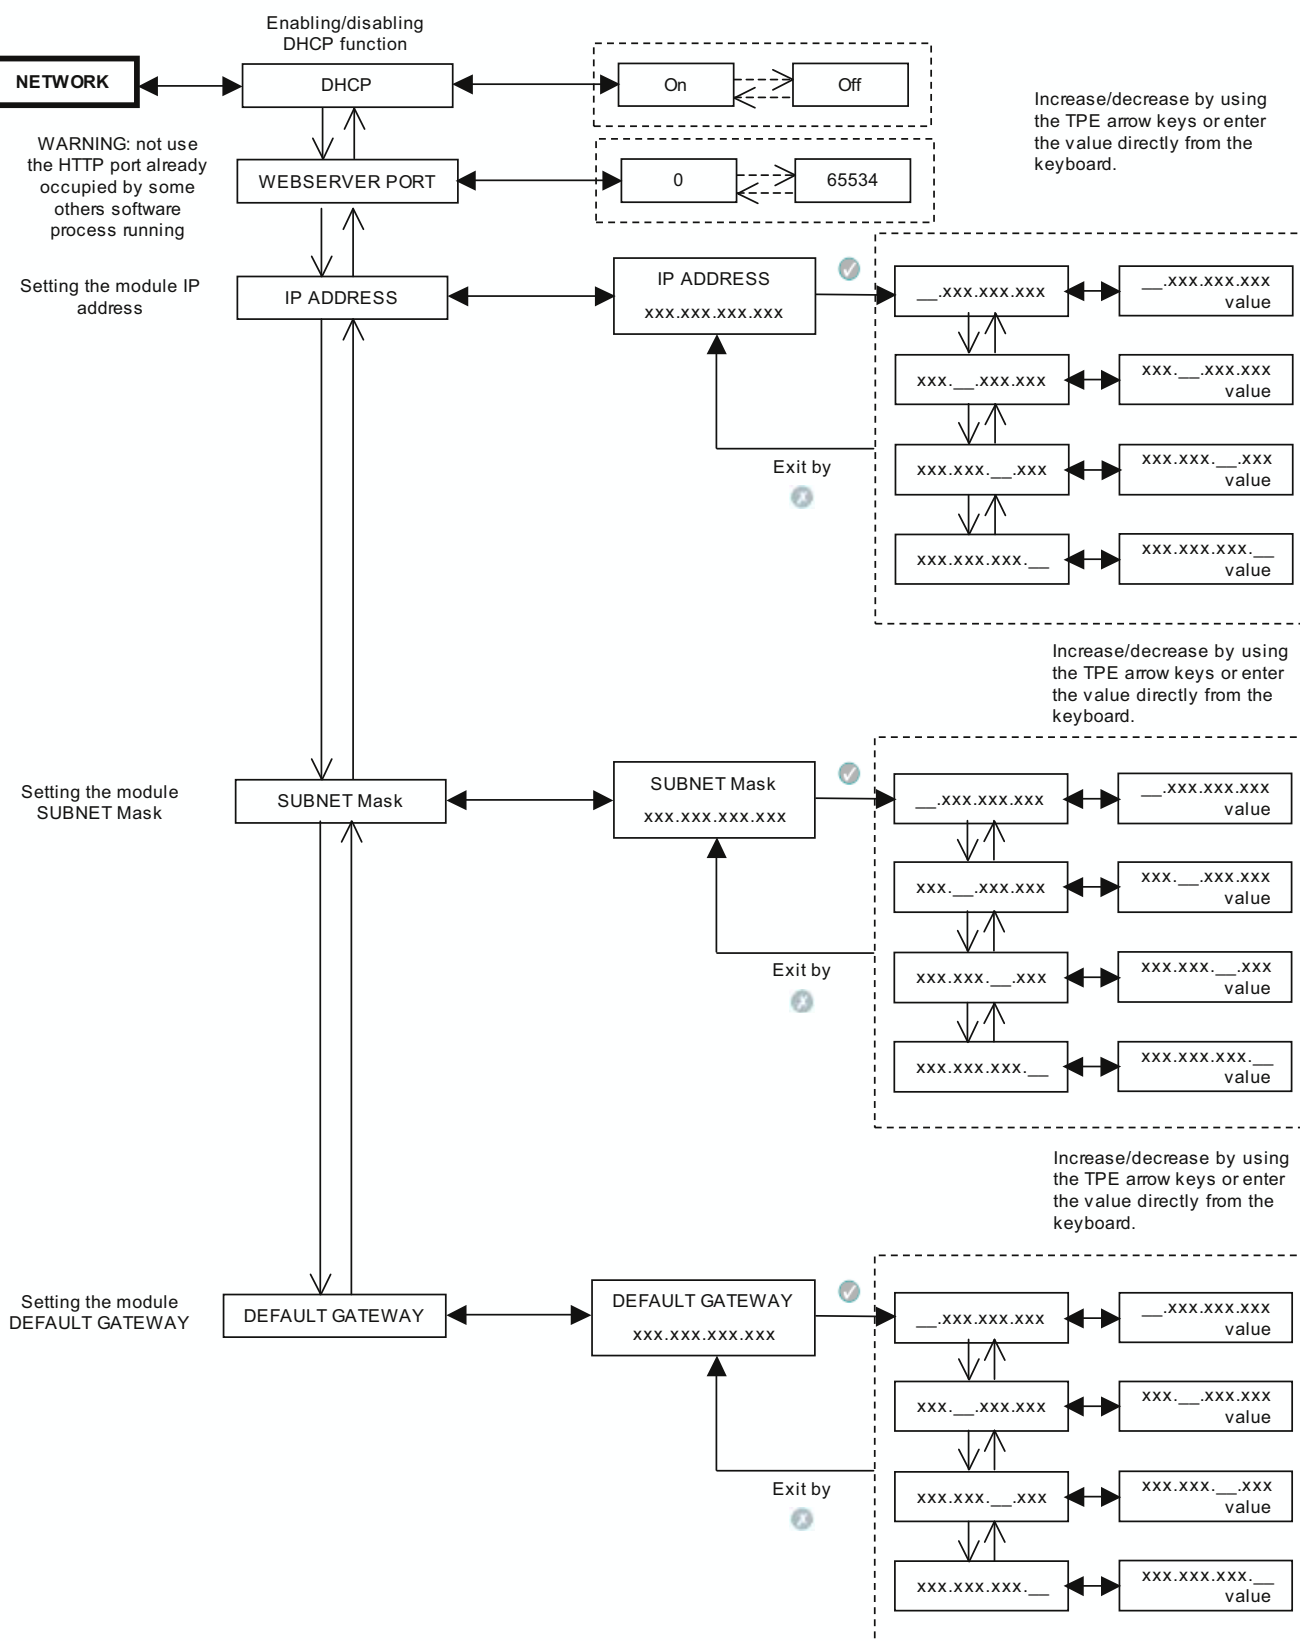 Enabling/disabling
DHCP function
NETWORK
DHCP
On
Off
Increase/decrease by using
the TPE arrow keys or enter
the value directly from the
keyboard.
WARNING: not use
the HTTP port already
occupied by some
others software
process running
WEBSERVER PORT
0
65534
Setting the module IP
address
IP ADDRESS
IP ADDRESS
xxx.xxx.xxx.xxx
__.xxx.xxx.xxx
__.xxx.xxx.xxx
value
xxx.__.xxx.xxx
xxx.__.xxx.xxx
value
Exit by
xxx.xxx.__.xxx
xxx.xxx.__.xxx
value
xxx.xxx.xxx.__
xxx.xxx.xxx.__
value
Increase/decrease by using
the TPE arrow keys or enter
the value directly from the
keyboard.
Setting the module
SUBNET Mask
SUBNET Mask
SUBNET Mask
xxx.xxx.xxx.xxx
__.xxx.xxx.xxx
__.xxx.xxx.xxx
value
xxx.__.xxx.xxx
xxx.__.xxx.xxx
value
Exit by
xxx.xxx.__.xxx
xxx.xxx.__.xxx
value
xxx.xxx.xxx.__
xxx.xxx.xxx.__
value
Increase/decrease by using
the TPE arrow keys or enter
the value directly from the
keyboard.
Setting the module
DEFAULT GATEWAY
DEFAULT GATEWAY
DEFAULT GATEWAY
xxx.xxx.xxx.xxx
__.xxx.xxx.xxx
__.xxx.xxx.xxx
value
xxx.__.xxx.xxx
xxx.__.xxx.xxx
value
Exit by
xxx.xxx.__.xxx
xxx.xxx.__.xxx
value
xxx.xxx.xxx.__
xxx.xxx.xxx.__
value